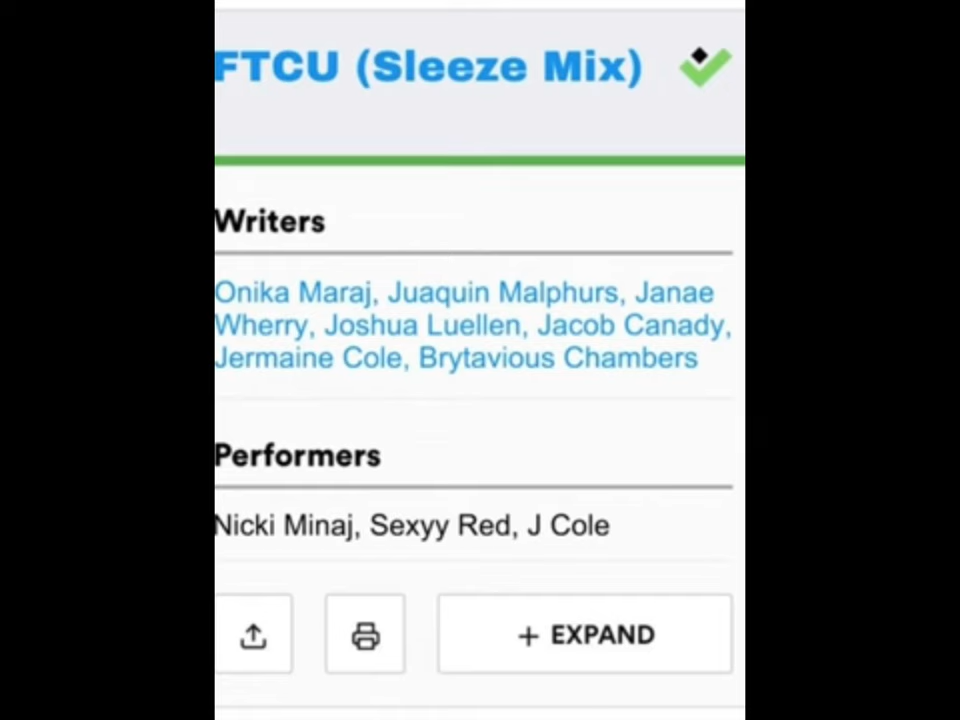 FTCU (Sleeze Mix)
Writers
Onika Maraj, Juaquin Malphurs, Janae
Wherry, Joshua Luellen, Jacob Canady,
Jermaine Cole, Brytavious Chambers
Performers
Nicki Minaj, Sexyy Red, J Cole
+ EXPAND